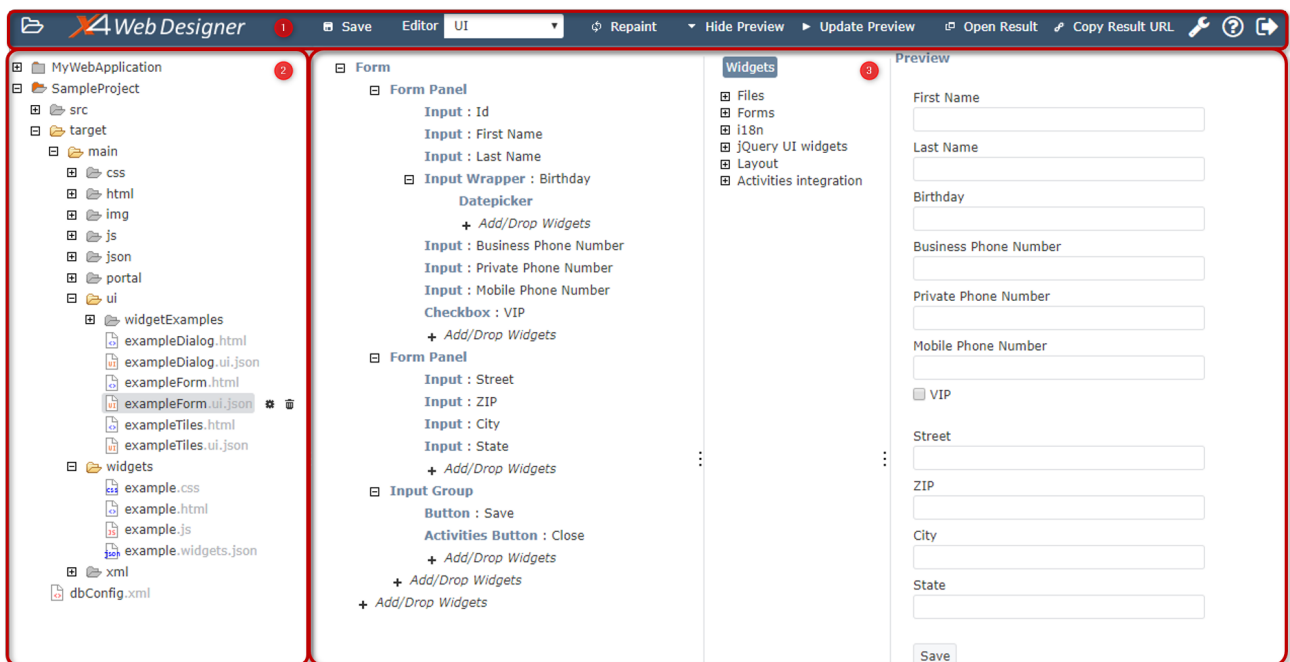 X4 Web Designer 1 Save Editor UI Repaint Hide Preview Update Preview Open Result Copy Result URL
2
MyWebApplication
SampleProject
src
target
main
css
html
img
js
json
portal
ui
widgetExamples
exampleDialog.html
exampleDialog.ui.json
exampleForm.html
exampleForm.ui.json
exampleTiles.html
exampleTiles.ui.json
widgets
example.css
example.html
example.js
example.widgets.json
xml
dbConfig.xml
Form
Form Panel
Input : Id
Input : First Name
Input : Last Name
Input Wrapper : Birthday
Datepicker
Add/Drop Widgets
Input : Business Phone Number
Input : Private Phone Number
Input : Mobile Phone Number
Checkbox : VIP
Add/Drop Widgets
Form Panel
Input : Street
Input : ZIP
Input : City
Input : State
Add/Drop Widgets
Input Group
Button : Save
Activities Button : Close
Add/Drop Widgets
Add/Drop Widgets
Add/Drop Widgets
Widgets
3
Files
Forms
i18n
jQuery UI widgets
Layout
Activities integration
Preview
First Name
Last Name
Birthday
Business Phone Number
Private Phone Number
Mobile Phone Number
VIP
Street
ZIP
City
State
Save